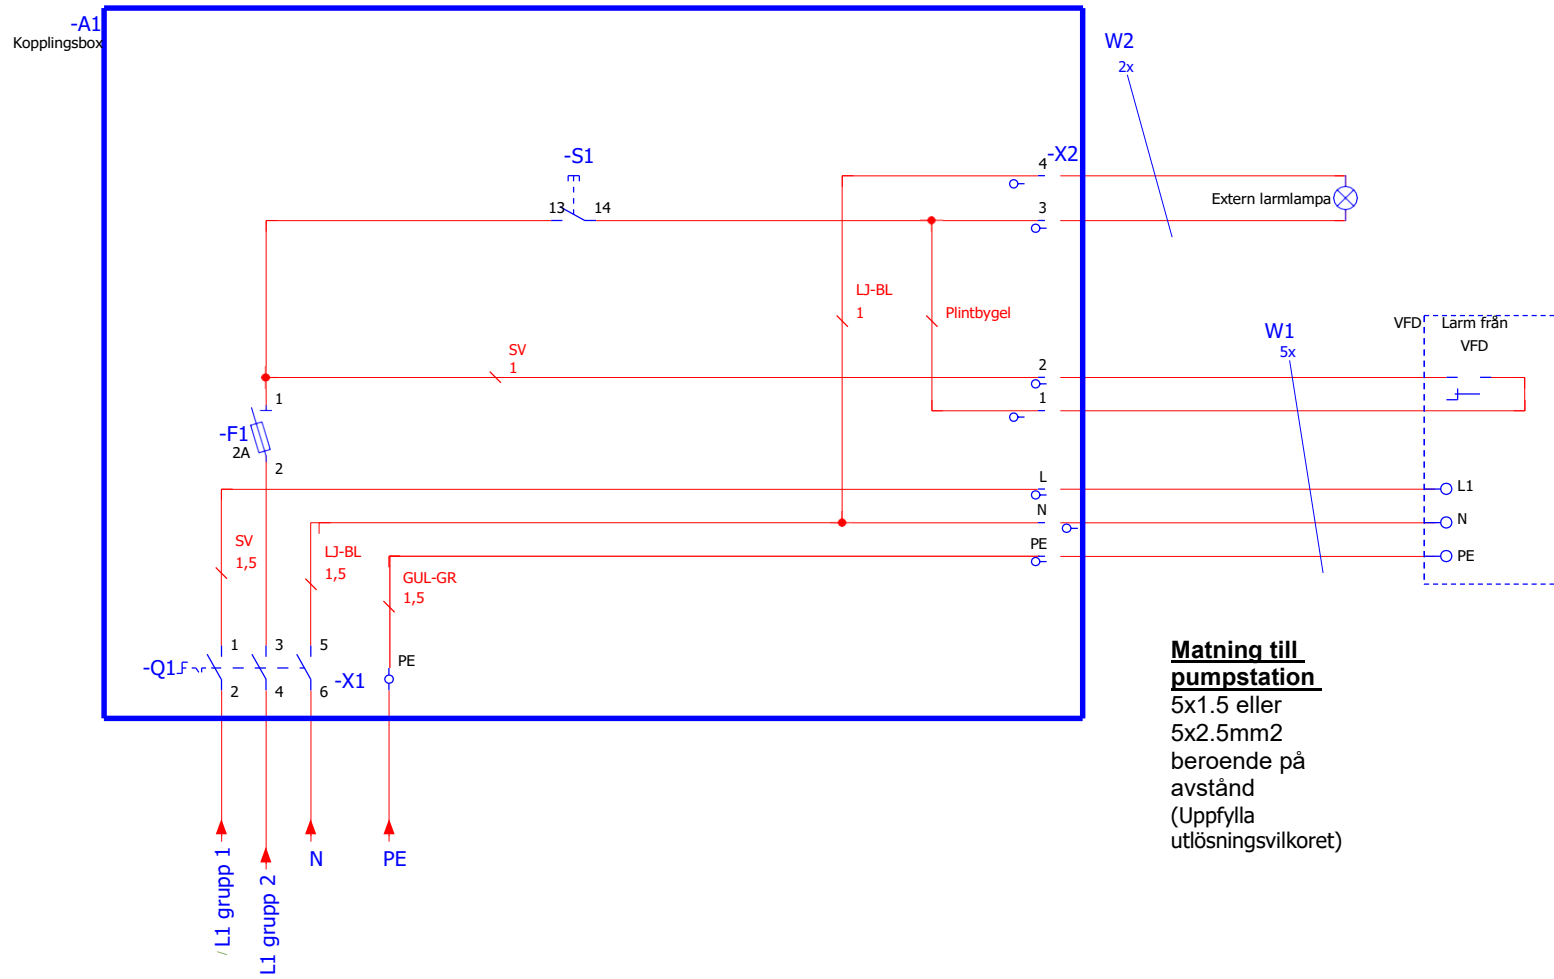 -A1
Kopplingsbox
W2
2x
-S1
13
14
4
-X2
3
Extern larmlampa
LJ-BL
1
Plintbygel
SV
1
2
1
W1
5x
VFD
Larm från
VFD
1
-F1
2A
2
L
N
PE
L1
N
PE
SV
1,5
LJ-BL
1,5
GUL-GR
1,5
-Q1
1
2
3
4
5
6
-X1
PE
Matning till
pumpstation
5x1.5 eller
5x2.5mm2
beroende på
avstånd
(Uppfylla
utlösningsvilkoret)
L1 grupp 1
L1 grupp 2
N
PE